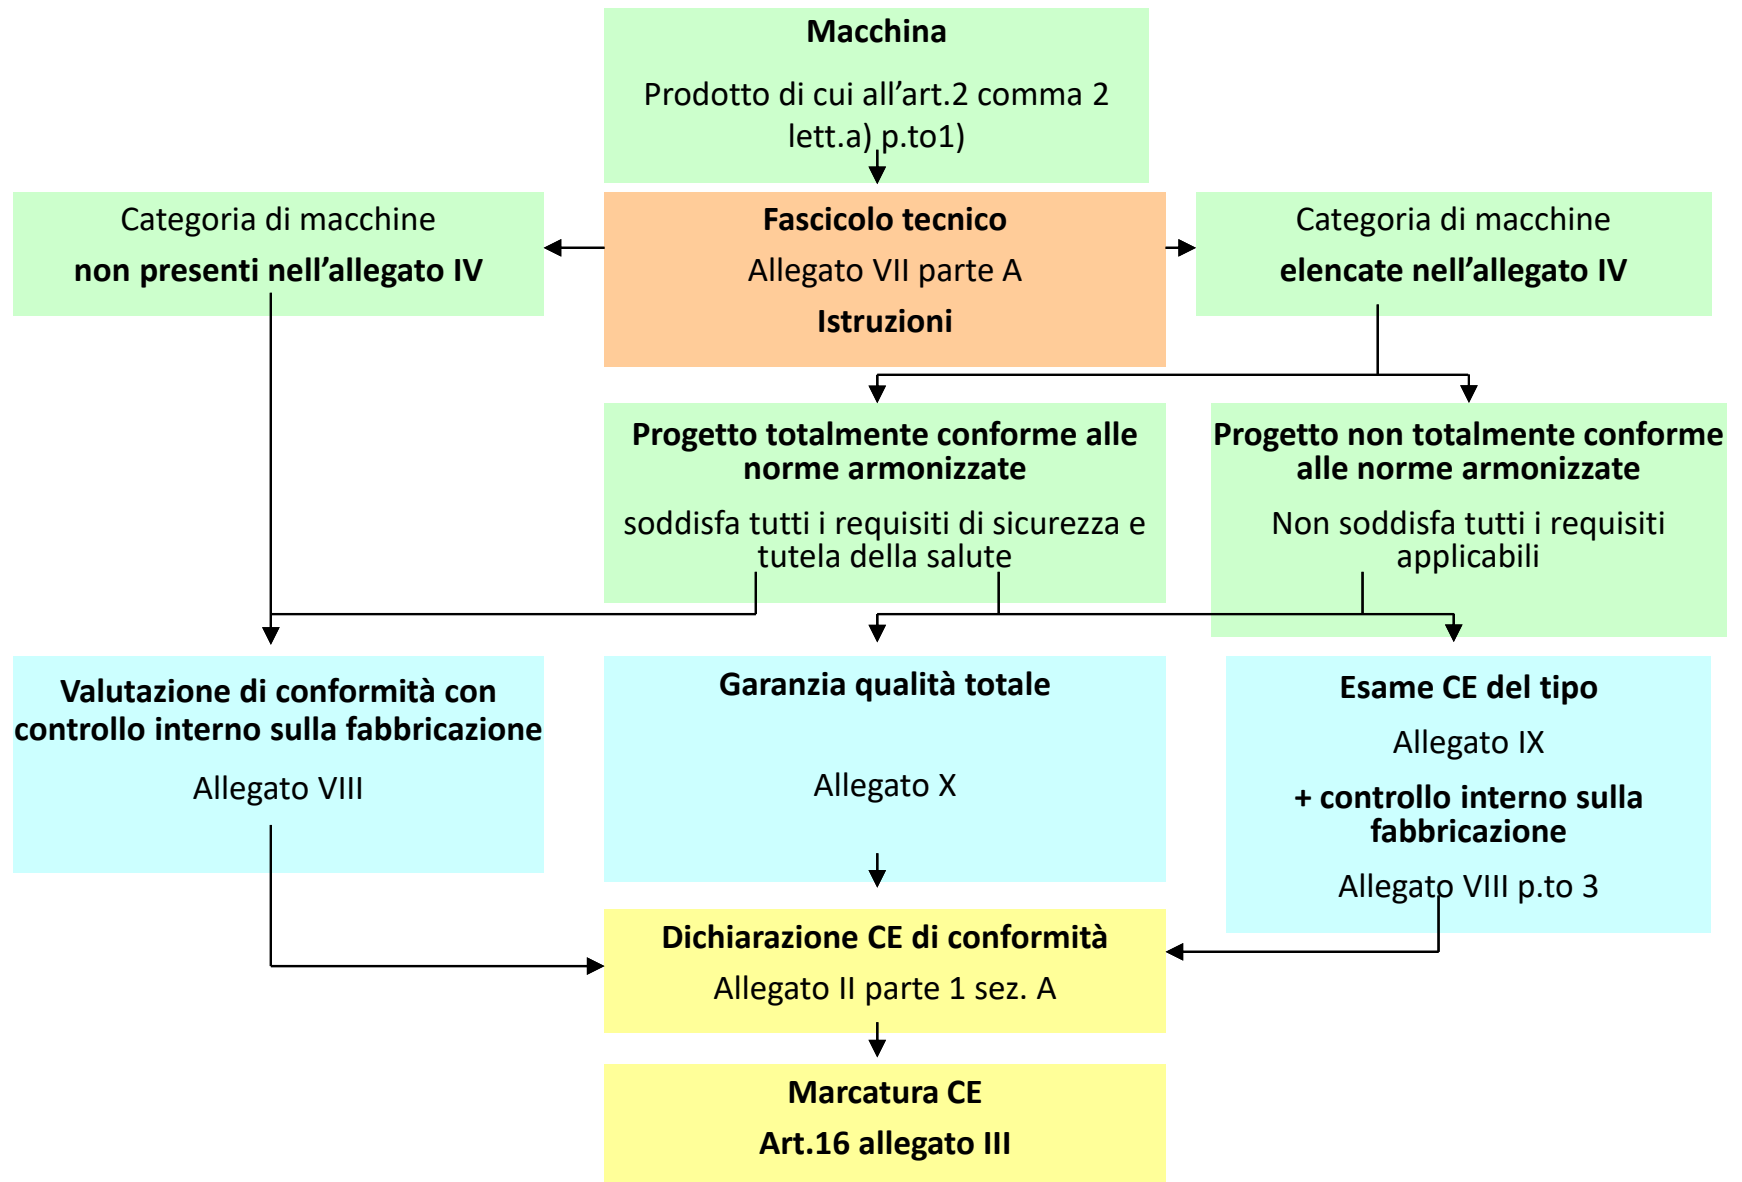 Macchina
Prodotto di cui all’art.2 comma 2
lett.a) p.to1)
Categoria di macchine
non presenti nell’allegato IV
Fascicolo tecnico
Allegato VII parte A
Istruzioni
Categoria di macchine
elencate nell’allegato IV
Progetto totalmente conforme alle
norme armonizzate
soddisfa tutti i requisiti di sicurezza e
tutela della salute
Progetto non totalmente conforme
alle norme armonizzate
Non soddisfa tutti i requisiti
applicabili
Valutazione di conformità con
controllo interno sulla fabbricazione
Allegato VIII
Garanzia qualità totale
Allegato X
Esame CE del tipo
Allegato IX
+ controllo interno sulla
fabbricazione
Allegato VIII p.to 3
Dichiarazione CE di conformità
Allegato II parte 1 sez. A
Marcatura CE
Art.16 allegato III